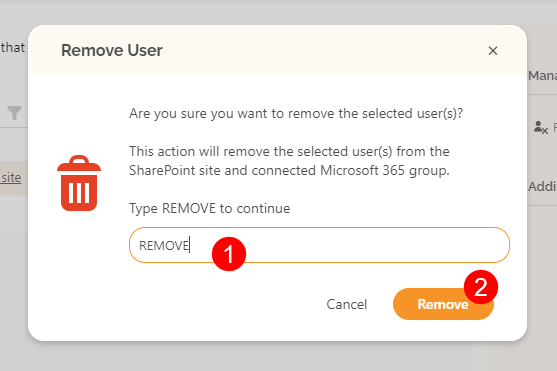 that
Remove User
Mana
Are you sure you want to remove the selected user(s)?
This action will remove the selected user(s) from the
SharePoint site and connected Microsoft 365 group.
site
Addi
Type REMOVE to continue
REMOVE
1
2
Cancel
Remove